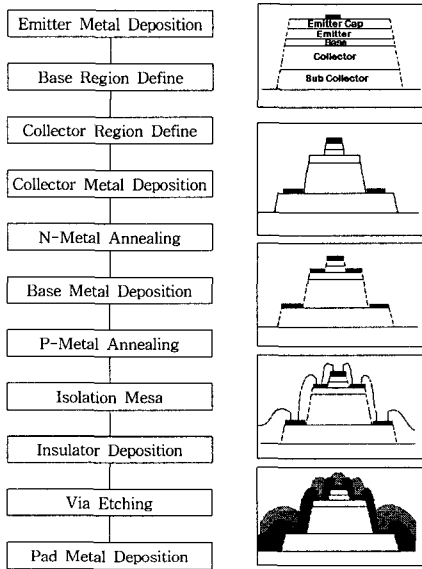 Emitter Metal Deposition
Base Region Define
Collector Region Define
Collector Metal Deposition
N-Metal Annealing
Base Metal Deposition
P-Metal Annealing
Isolation Mesa
Insulator Deposition
Via Etching
Pad Metal Deposition
Emitter Cap
Emitter
Base
Collector
Sub Collector